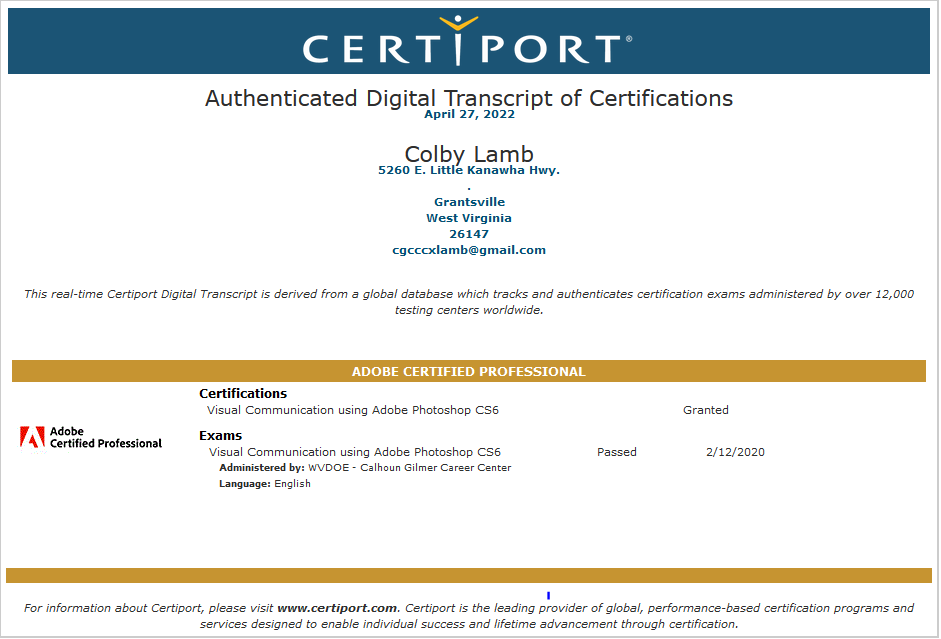 CERTIPORT®
Authenticated Digital Transcript of Certifications
April 27, 2022
Colby Lamb
5260 E. Little Kanawha Hwy.
.
Grantsville
West Virginia
26147
cgcccxlamb@gmail.com
This real-time Certiport Digital Transcript is derived from a global database which tracks and authenticates certification exams administered by over 12,000
testing centers worldwide.
ADOBE CERTIFIED PROFESSIONAL
Adobe
Certified Professional
Certifications
Visual Communication using Adobe Photoshop CS6 Granted
Exams
Visual Communication using Adobe Photoshop CS6 Passed 2/12/2020
Administered by: WVDOE - Calhoun Gilmer Career Center
Language: English
For information about Certiport, please visit www.certiport.com. Certiport is the leading provider of global, performance-based certification programs and
services designed to enable individual success and lifetime advancement through certification.